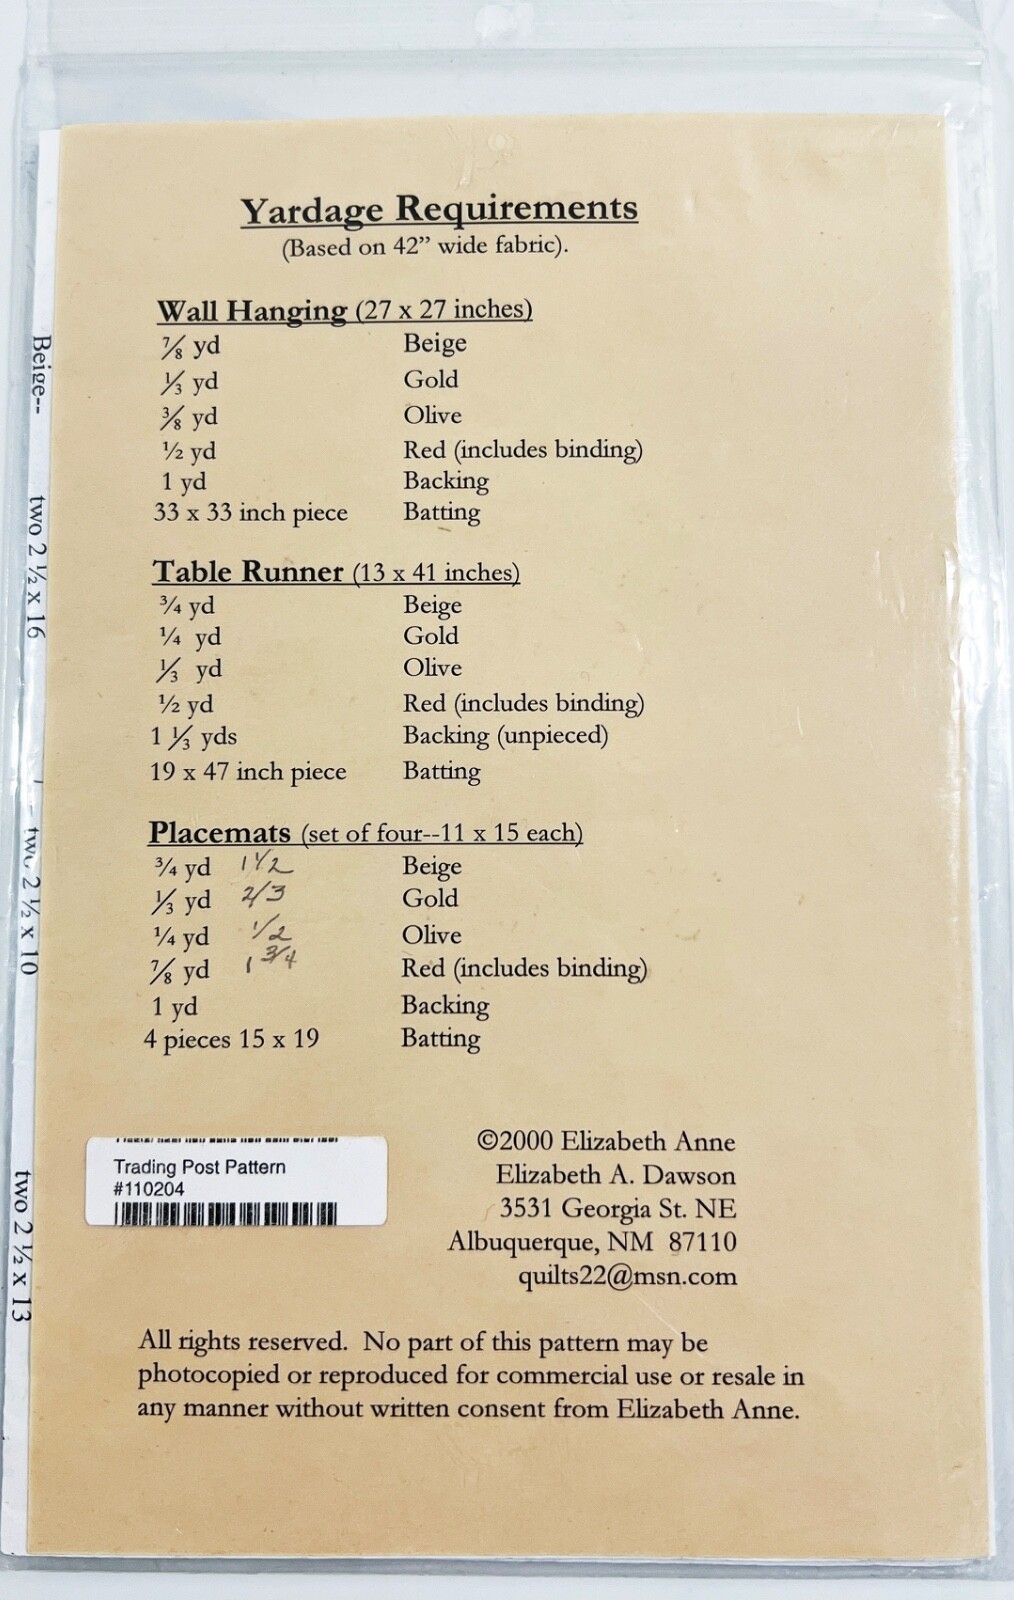 Yardage Requirements
(Based on 42” wide fabric).
Wall Hanging (27 x 27 inches)
⅞ yd Beige
⅓ yd Gold
⅜ yd Olive
½ yd Red (includes binding)
1 yd Backing
33 x 33 inch piece Batting
Table Runner (13 x 41 inches)
¾ yd Beige
¼ yd Gold
⅓ yd Olive
½ yd Red (includes binding)
1 ⅓ yds Backing (unpieced)
19 x 47 inch piece Batting
Placemats (set of four--11 x 15 each)
¾ yd 1 1/2 Beige
⅓ yd 2/3 Gold
¼ yd 1/2 Olive
⅞ yd 1 3/4 Red (includes binding)
1 yd Backing
4 pieces 15 x 19 Batting
Trading Post Pattern
#110204
©2000 Elizabeth Anne
Elizabeth A. Dawson
3531 Georgia St. NE
Albuquerque, NM 87110
quilts22@msn.com
All rights reserved. No part of this pattern may be
photocopied or reproduced for commercial use or resale in
any manner without written consent from Elizabeth Anne.
Beige--
two 2 ½ x 16
two 2 ½ x 10
two 2 ½ x 13